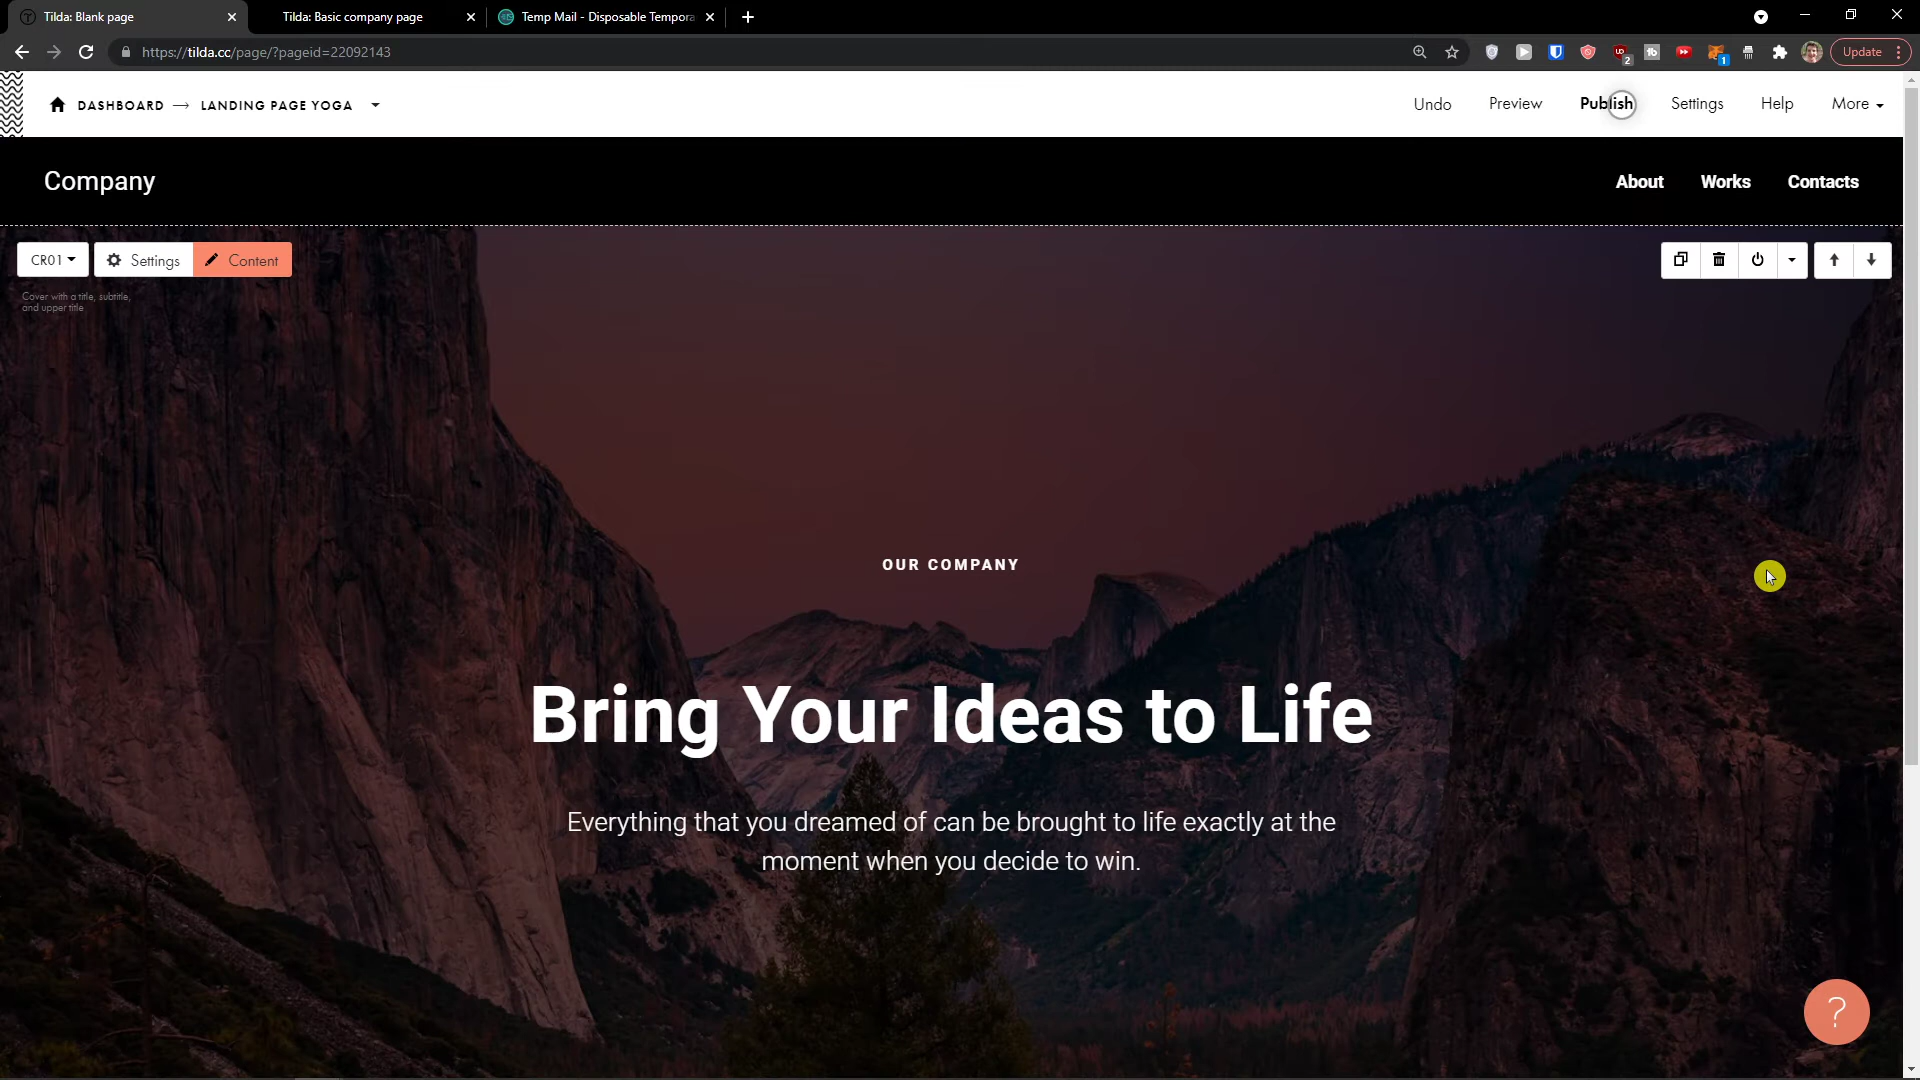 Tilda: Blank page
Tilda: Basic company page
Temp Mail - Disposable Tempora
https://tilda.cc/page/?pageid=22092143
2
1
Update
DASHBOARD → LANDING PAGE YOGA
Undo
Preview
Publish
Settings
Help
More
Company
About
Works
Contacts
CR01
Settings
Content
Cover with a title, subtitle,
and upper title
OUR COMPANY
Bring Your Ideas to Life
Everything that you dreamed of can be brought to life exactly at the
moment when you decide to win.
?